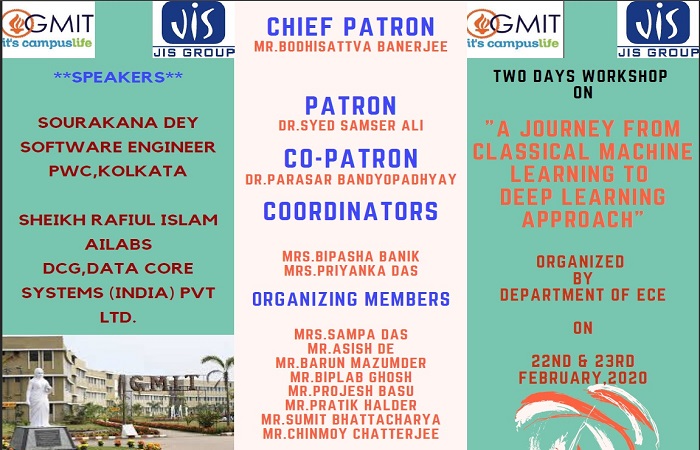 GMIT
it's campuslife
JIS
JIS GROUP
**SPEAKERS**
SOURAKANA DEY
SOFTWARE ENGINEER
PWC,KOLKATA
SHEIKH RAFIUL ISLAM
AILABS
DCG,DATA CORE
SYSTEMS (INDIA) PVT
LTD.
GMIT
CHIEF PATRON
MR.BODHISATTVA BANERJEE
PATRON
DR.SYED SAMSER ALI
CO-PATRON
DR.PARASAR BANDYOPADHYAY
COORDINATORS
MRS.BIPASHA BANIK
MRS.PRIYANKA DAS
ORGANIZING MEMBERS
MRS.SAMPA DAS
MR.ASISH DE
MR.BARUN MAZUMDER
MR.BIPLAB GHOSH
MR.PROJESH BASU
MR.PRATIK HALDER
MR.SUMIT BHATTACHARYA
MR.CHINMOY CHATTERJEE
GMIT
it's campuslife
JIS
JIS GROUP
TWO DAYS WORKSHOP
ON
"A JOURNEY FROM
CLASSICAL MACHINE
LEARNING TO
DEEP LEARNING
APPROACH"
ORGANIZED
BY
DEPARTMENT OF ECE
ON
22ND & 23RD
FEBRUARY,2020